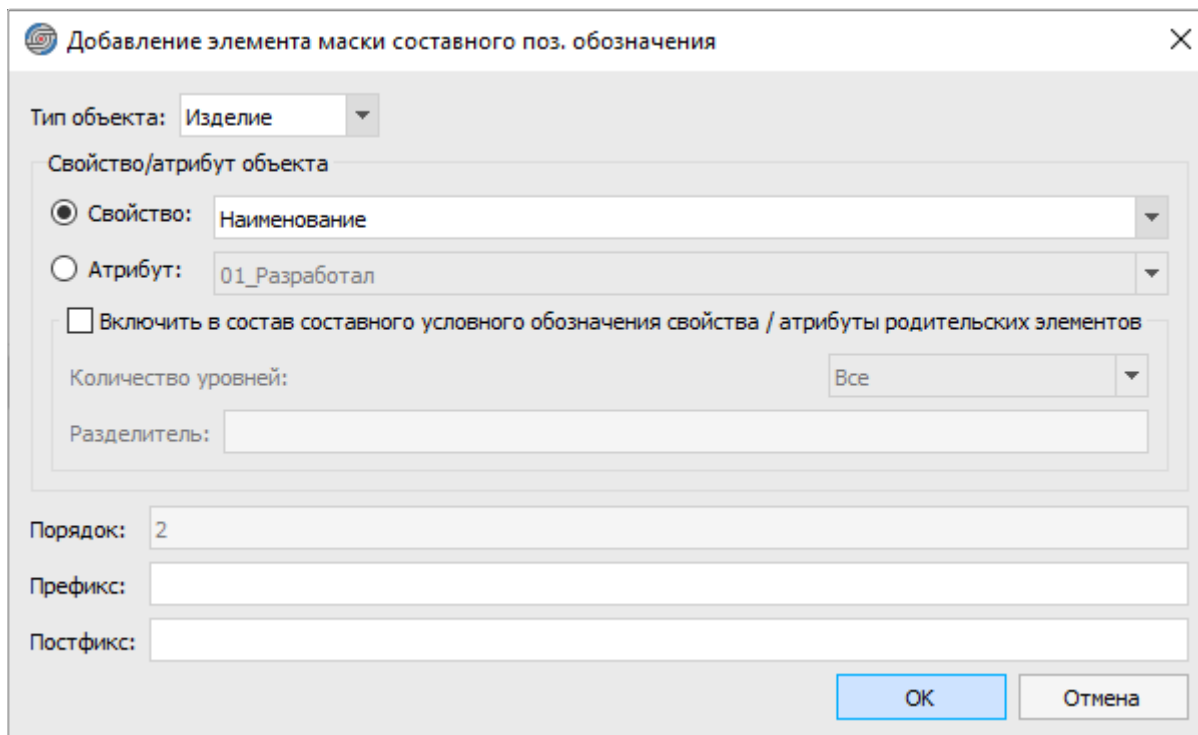 Добавление элемента маски составного поз. обозначения
Тип объекта: Изделие
Свойство/атрибут объекта
Свойство: Наименование
Атрибут: 01_Разработал
Включить в состав составного условного обозначения свойства / атрибуты родительских элементов
Количество уровней: Все
Разделитель:
Порядок: 2
Префикс:
Постфикс:
ОК Отмена